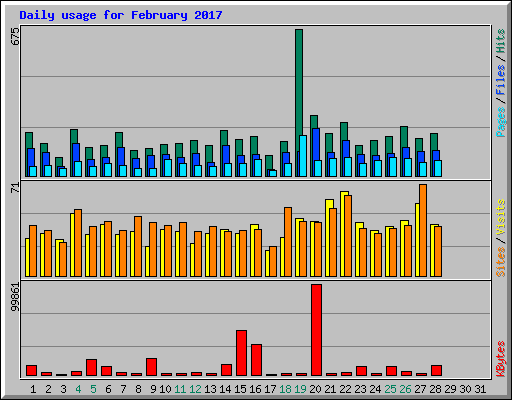 Daily usage for February 2017
675
Pages / Files / Hits
71
Sites / Visits
99861
KBytes
1 2 3 4 5 6 7 8 9 10 11 12 13 14 15 16 17 18 19 20 21 22 23 24 25 26 27 28 29 30 31